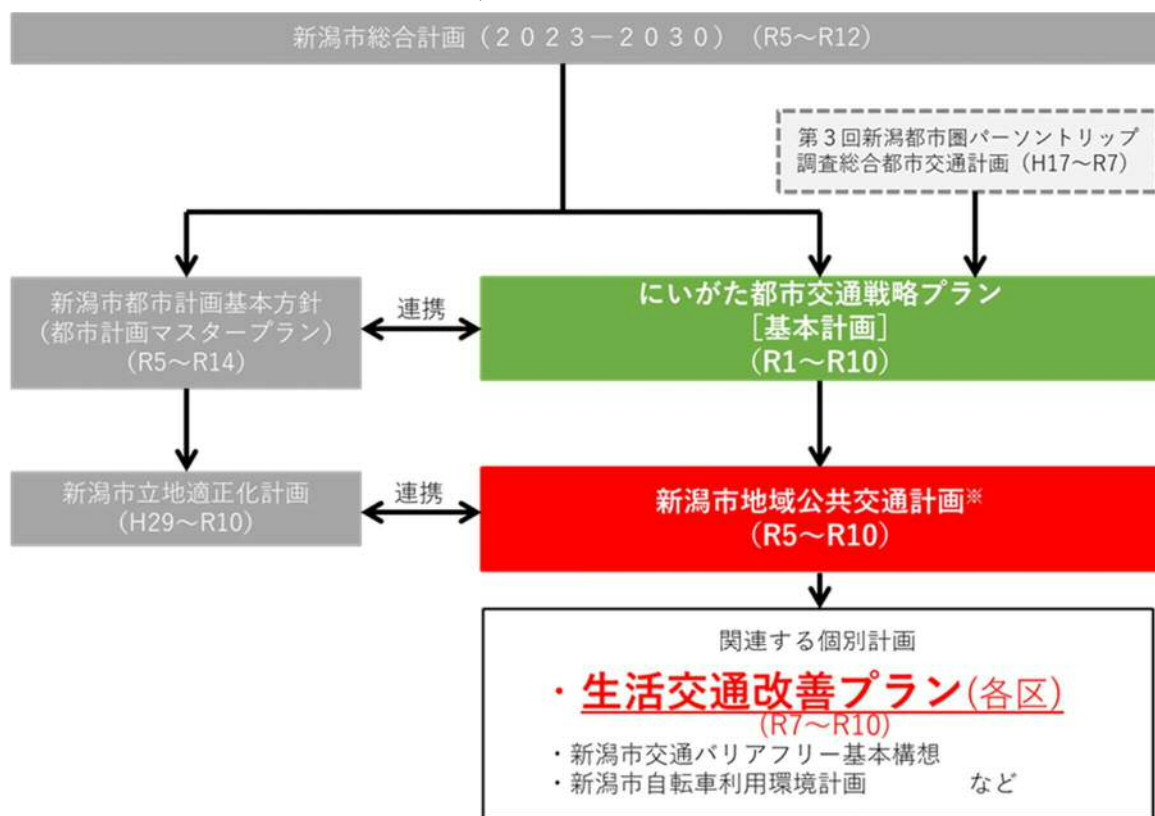 新潟市総合計画（２０２３－２０３０）（R5～R12）
第３回新潟都市圏パーソントリップ
調査総合都市交通計画（H17～R7）
新潟市都市計画基本方針
（都市計画マスタープラン）
（R5～R14）
連携
にいがた都市交通戦略プラン
［基本計画］
（R1～R10）
新潟市立地適正化計画
（H29～R10）
連携
新潟市地域公共交通計画※
（R5～R10）
関連する個別計画
・生活交通改善プラン(各区)
(R7～R10)
・新潟市交通バリアフリー基本構想
・新潟市自転車利用環境計画　　　　など